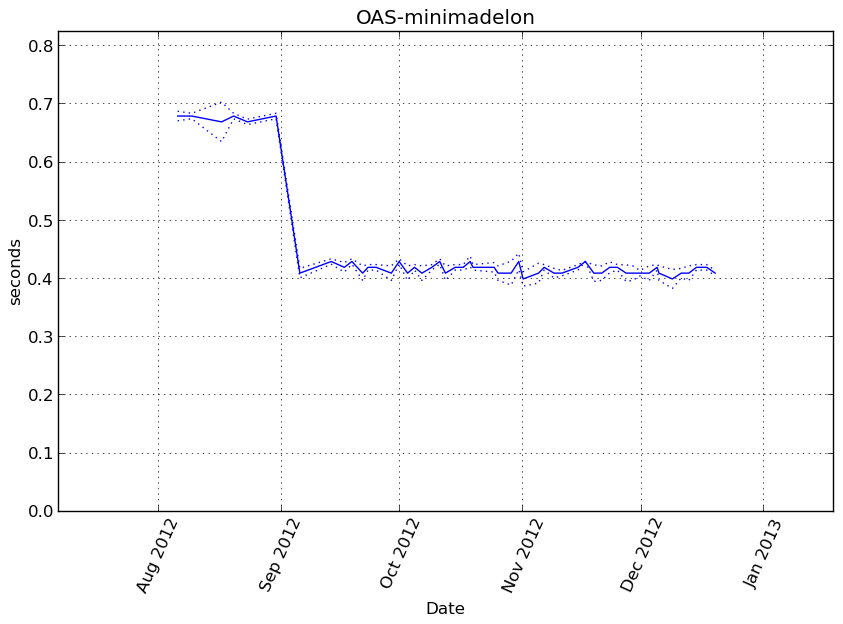 OAS-minimadelon
0.8
0.7
0.6
0.5
0.4
0.3
0.2
0.1
0.0
seconds
Aug 2012
Sep 2012
Oct 2012
Nov 2012
Dec 2012
Jan 2013
Date